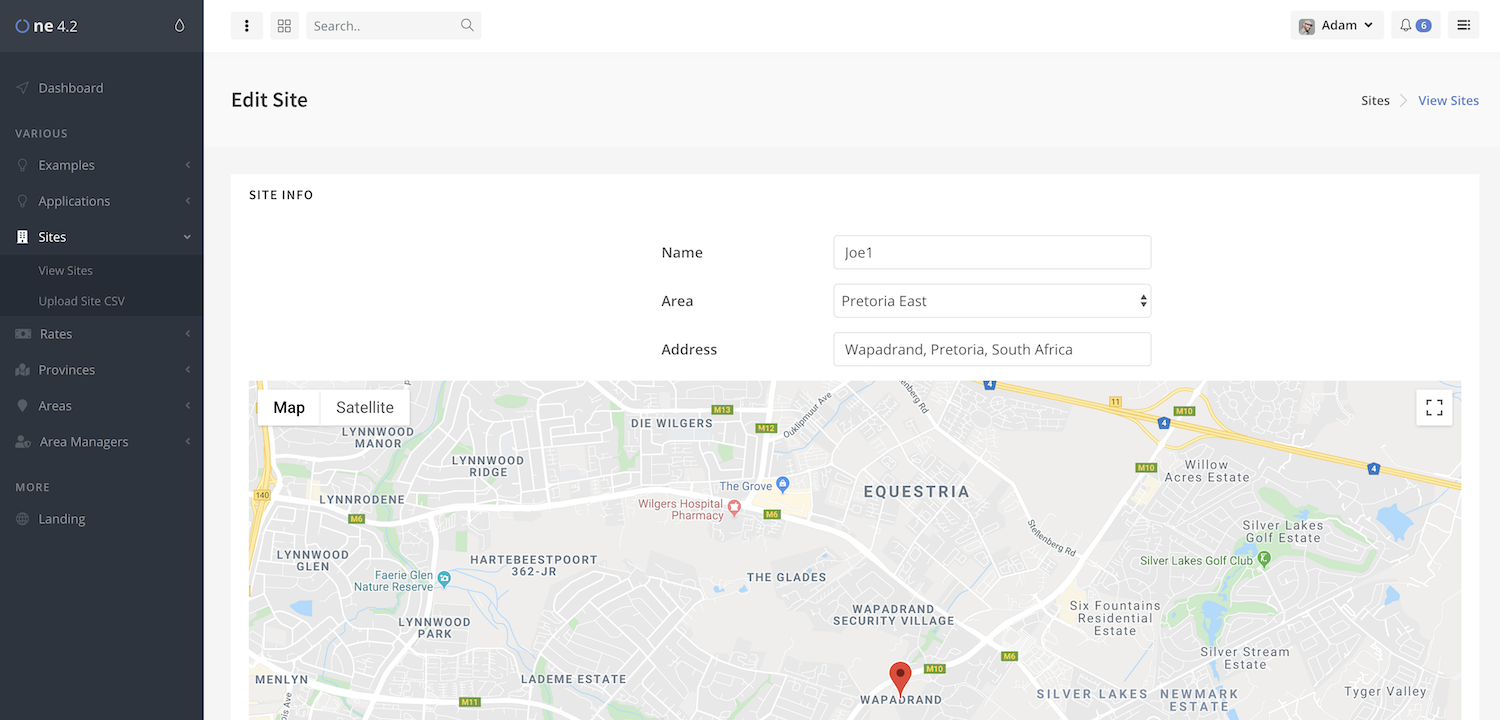 One 4.2
Search..
Adam
6
Dashboard
VARIOUS
Examples
Applications
Sites
View Sites
Upload Site CSV
Rates
Provinces
Areas
Area Managers
MORE
Landing
Edit Site
Sites
View Sites
SITE INFO
Name
Joe1
Area
Pretoria East
Address
Wapadrand, Pretoria, South Africa
Map
Satellite
4
M13
11
M10
DIE WILGERS
M12
Ouklipmuur Ave
enberg Rd
4
LYNNWOOD
MANOR
LYNNWOOD
RIDGE
M10
Willow
Acres Estate
4
140
LYNNRODENE
The Grove
EQUESTRIA
Wilgers Hospital
Pharmacy
M6
M6
Stellenberg Rd
Silver Lakes
Golf Estate
LYNNWOOD
GLEN
HARTEBEESTPOORT
362-JR
Silver Lakes Golf Club
Faerie Glen
Nature Reserve
THE GLADES
WAPADRAND
SECURITY VILLAGE
Six Fountains
Residential
Estate
LYNNWOOD
PARK
M6
Silver Stream
Estate
MENLYN
LADEME ESTATE
M10
WAPADRAND
SILVER LAKES
NEWMARK
ESTATE
Tyger Valley
M11
ois Ave